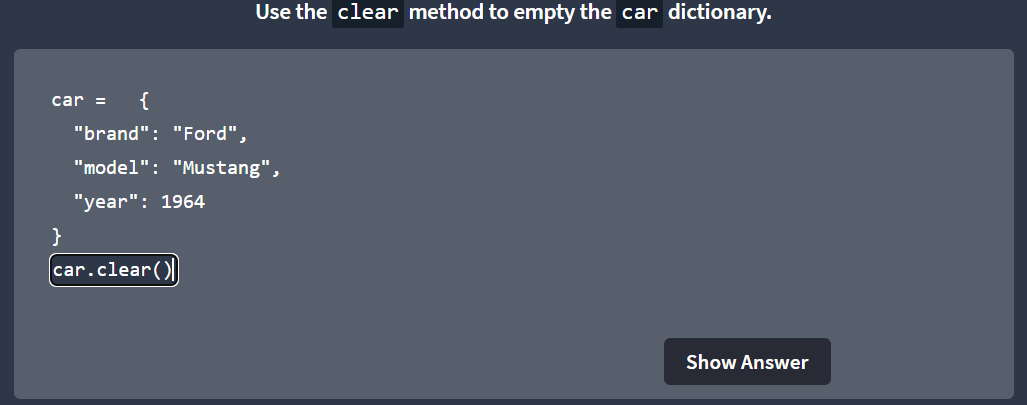 Use the clear method to empty the car dictionary.
car =   {
  "brand": "Ford",
  "model": "Mustang",
  "year": 1964
}
car.clear()
Show Answer